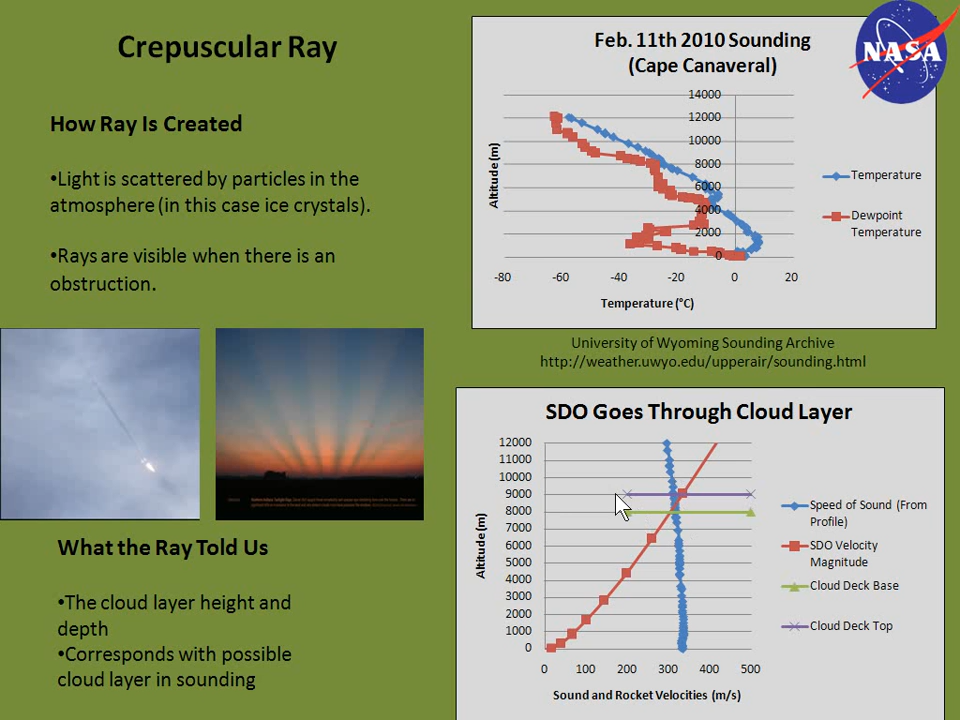 Crepuscular Ray
How Ray Is Created
•Light is scattered by particles in the
atmosphere (in this case ice crystals).
•Rays are visible when there is an
obstruction.
What the Ray Told Us
•The cloud layer height and
depth
•Corresponds with possible
cloud layer in sounding
Feb. 11th 2010 Sounding
(Cape Canaveral)
NASA
Altitude (m)
14000
12000
10000
8000
6000
4000
2000
0
-80 -60 -40 -20 0 20
Temperature (°C)
Temperature
Dewpoint
Temperature
University of Wyoming Sounding Archive
http://weather.uwyo.edu/upperair/sounding.html
SDO Goes Through Cloud Layer
Altitude (m)
12000
11000
10000
9000
8000
7000
6000
5000
4000
3000
2000
1000
0
0 100 200 300 400 500
Sound and Rocket Velocities (m/s)
Speed of Sound (From
Profile)
SDO Velocity
Magnitude
Cloud Deck Base
Cloud Deck Top